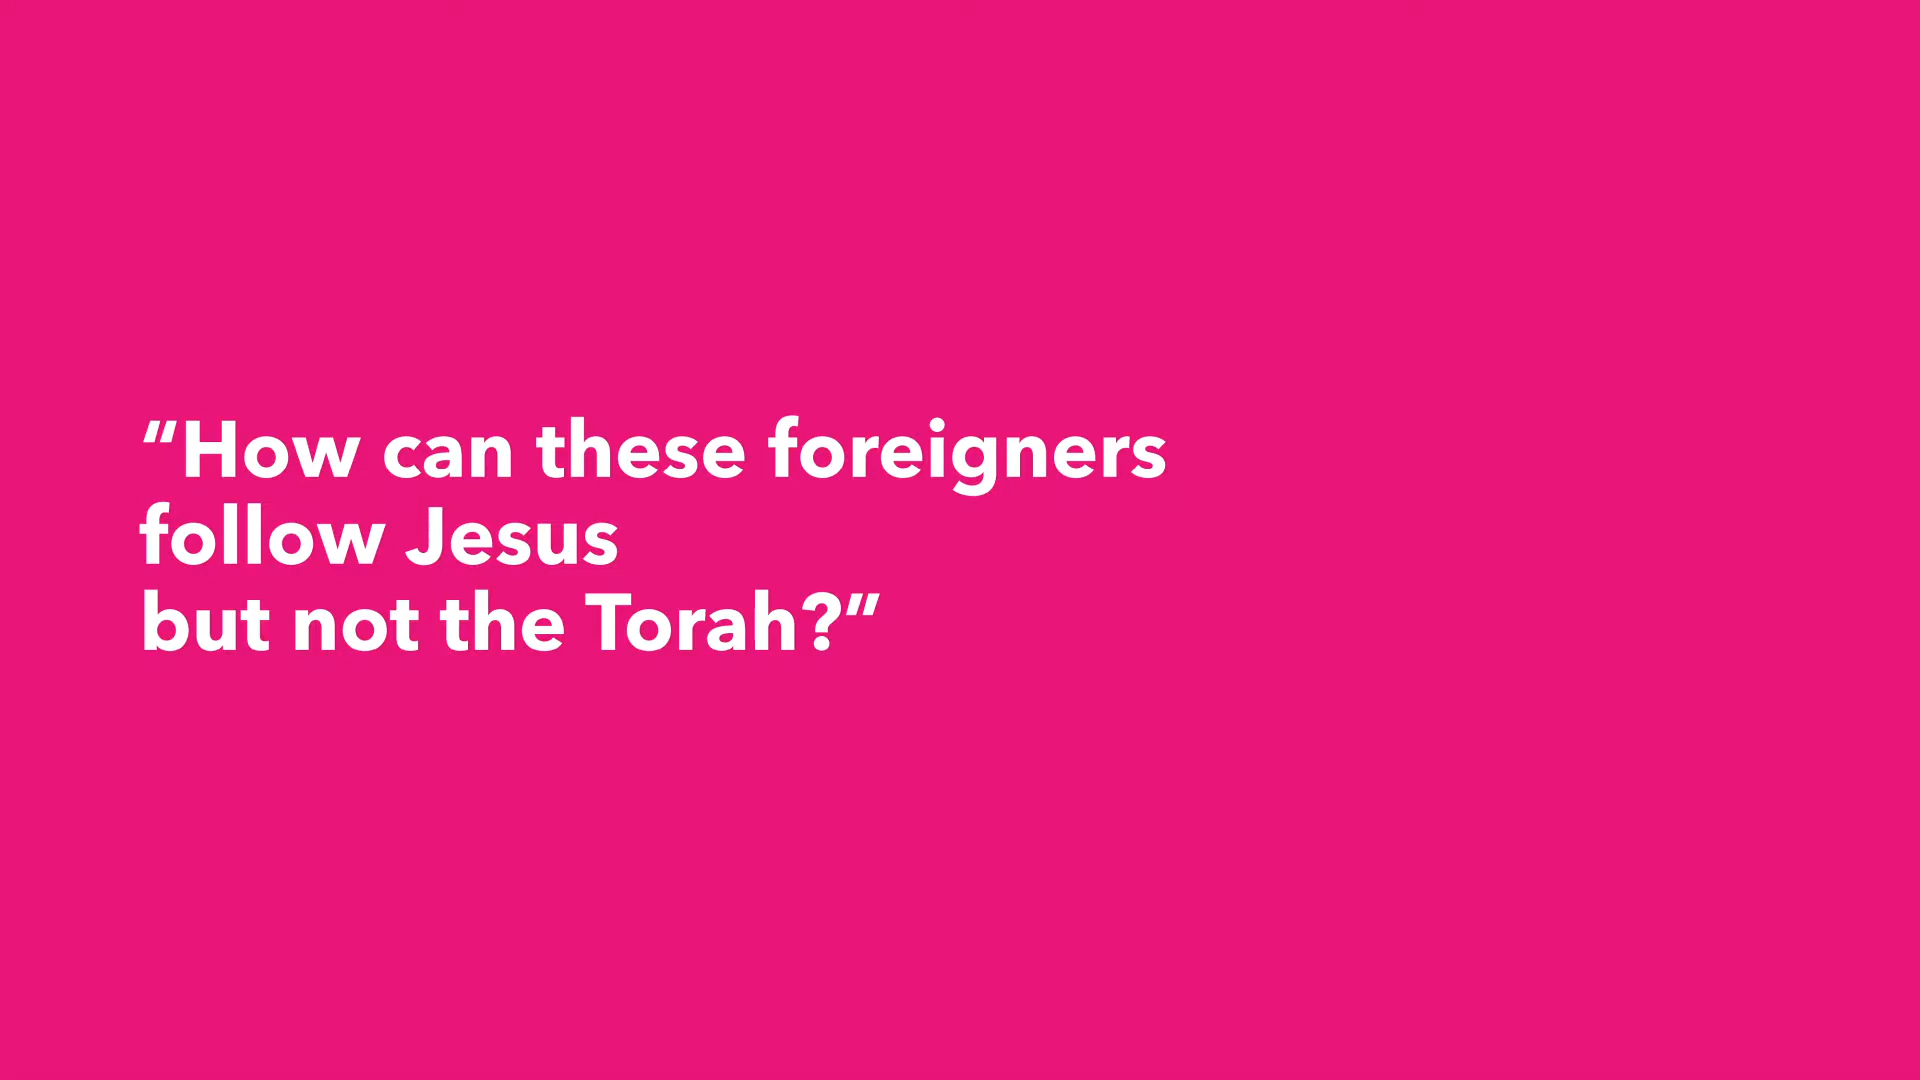 “How can these foreigners
follow Jesus
but not the Torah?”